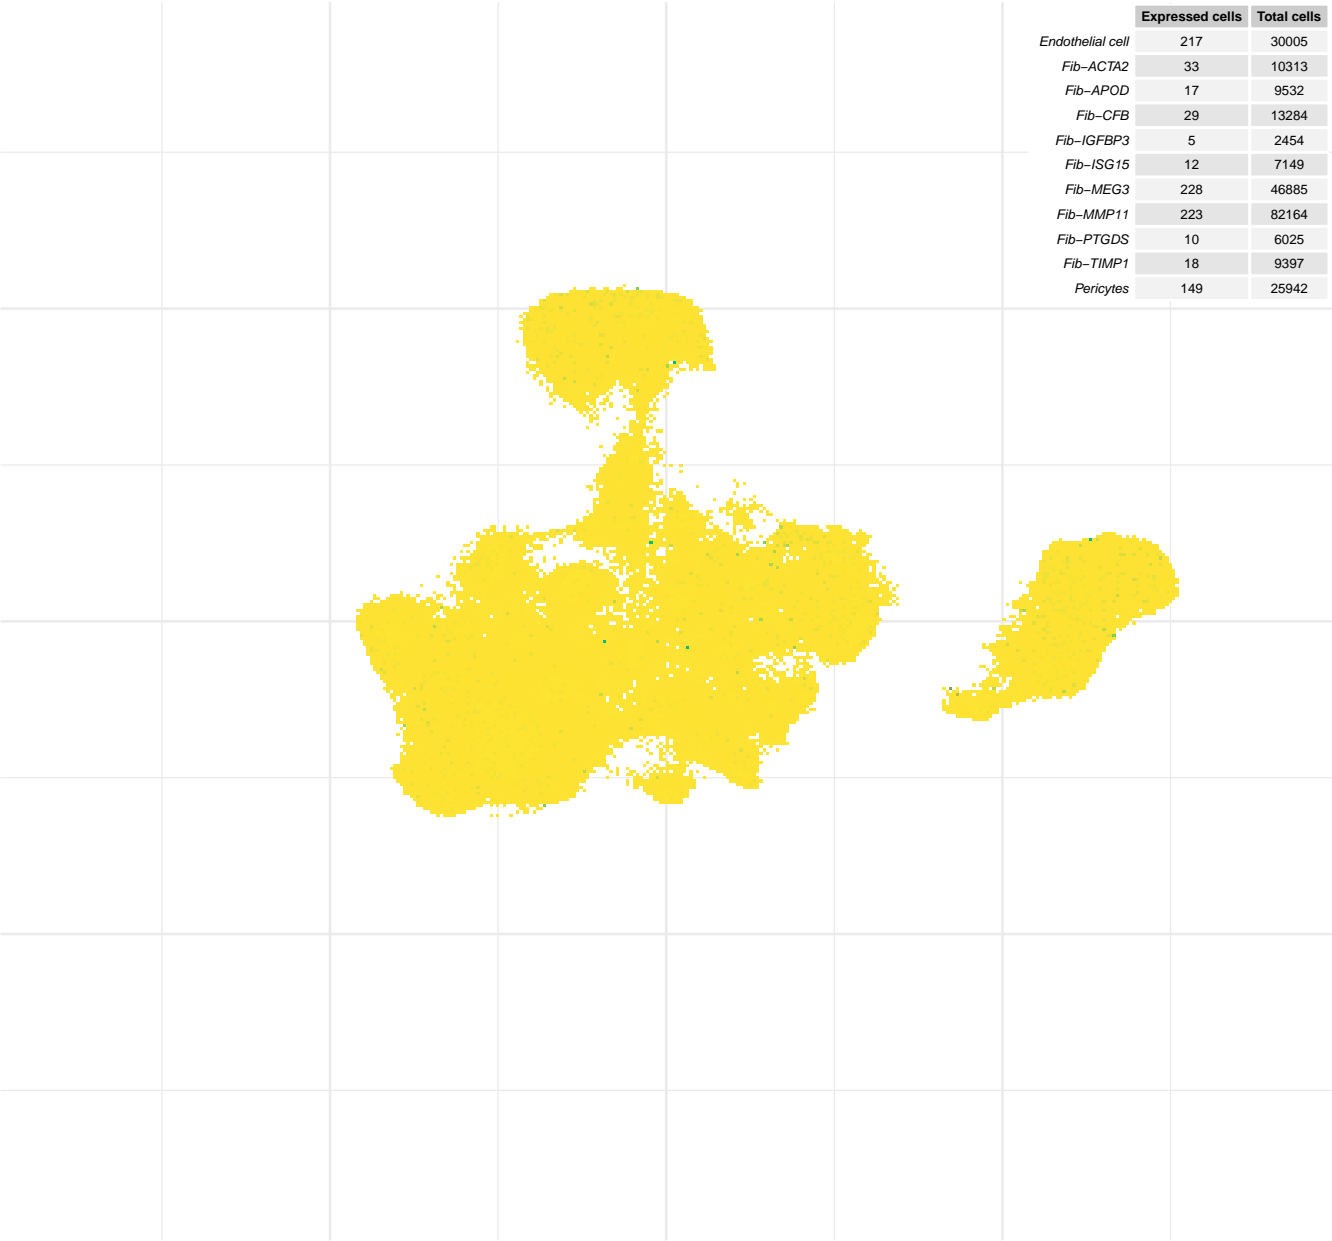 Expressed cells Total cells
Endothelial cell 217 30005
Fib−ACTA2 33 10313
Fib−APOD 17 9532
Fib−CFB 29 13284
Fib−IGFBP3 5 2454
Fib−ISG15 12 7149
Fib−MEG3 228 46885
Fib−MMP11 223 82164
Fib−PTGDS 10 6025
Fib−TIMP1 18 9397
Pericytes 149 25942